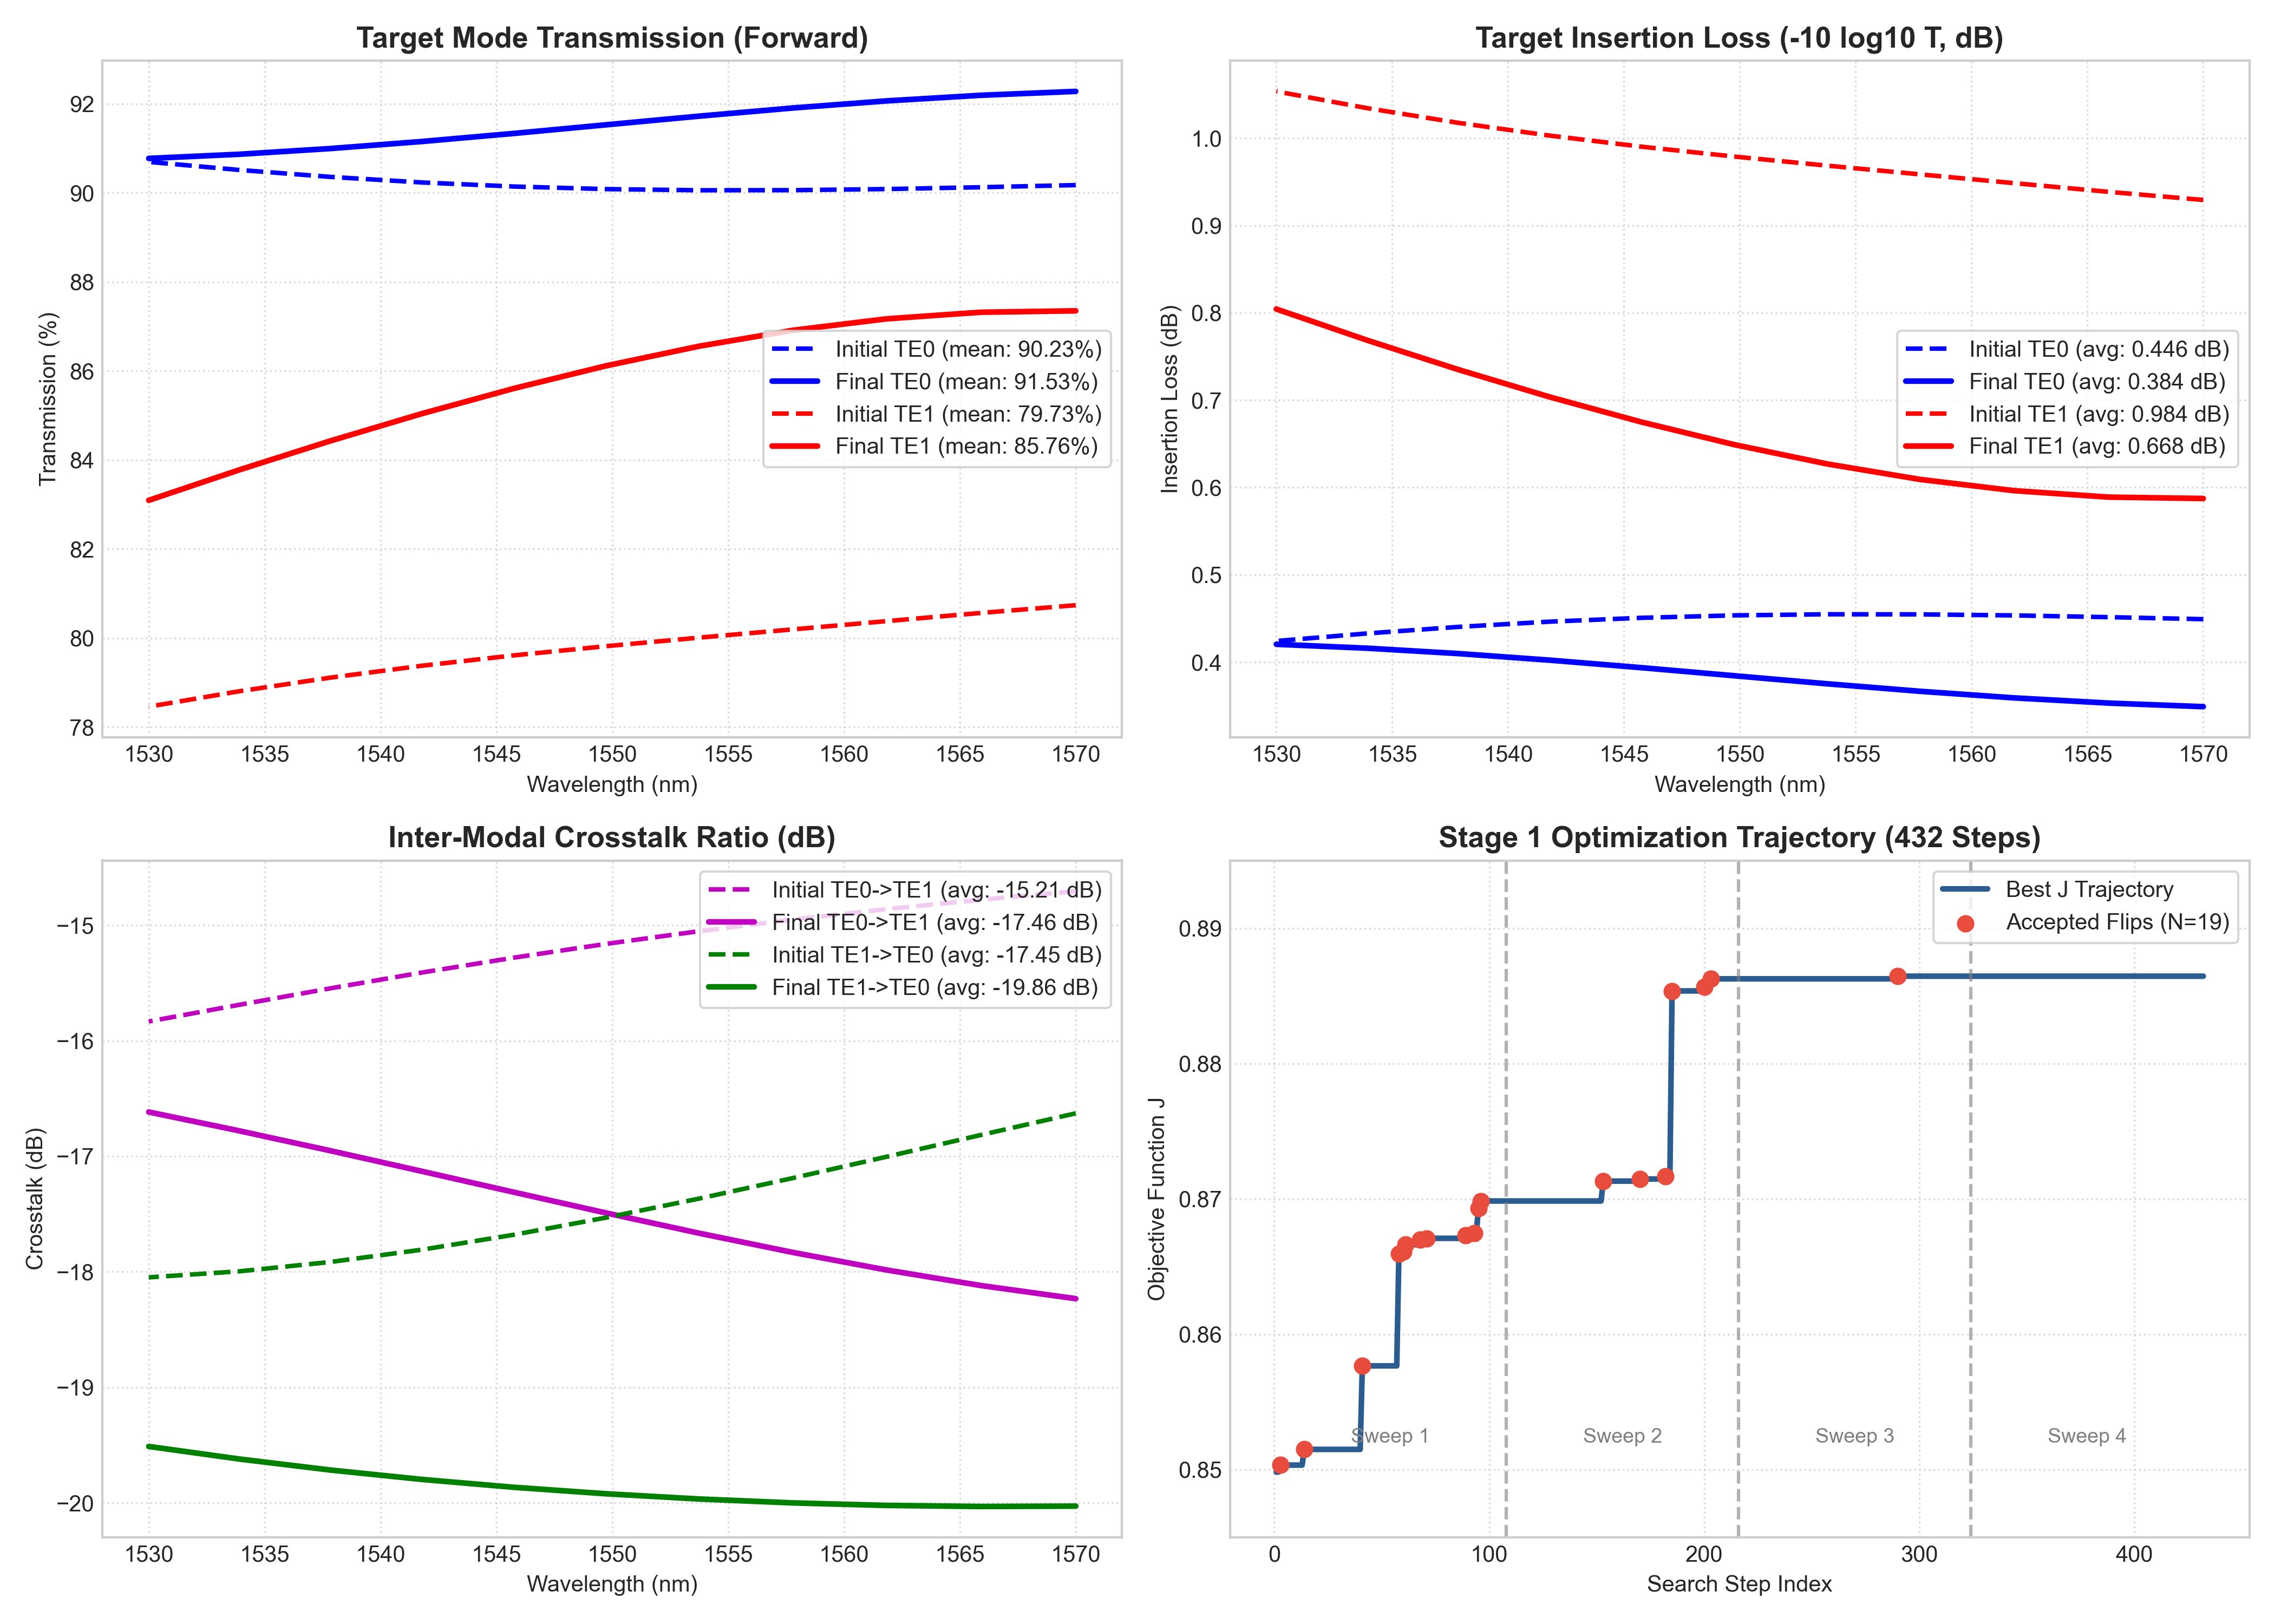 Target Mode Transmission (Forward)
Transmission (%)
92
90
88
86
84
82
80
78
Initial TE0 (mean: 90.23%)
Final TE0 (mean: 91.53%)
Initial TE1 (mean: 79.73%)
Final TE1 (mean: 85.76%)
1530 1535 1540 1545 1550 1555 1560 1565 1570
Wavelength (nm)
Target Insertion Loss (-10 log10 T, dB)
Insertion Loss (dB)
1.0
0.9
0.8
0.7
0.6
0.5
0.4
Initial TE0 (avg: 0.446 dB)
Final TE0 (avg: 0.384 dB)
Initial TE1 (avg: 0.984 dB)
Final TE1 (avg: 0.668 dB)
1530 1535 1540 1545 1550 1555 1560 1565 1570
Wavelength (nm)
Inter-Modal Crosstalk Ratio (dB)
Crosstalk (dB)
−15
−16
−17
−18
−19
−20
Initial TE0->TE1 (avg: -15.21 dB)
Final TE0->TE1 (avg: -17.46 dB)
Initial TE1->TE0 (avg: -17.45 dB)
Final TE1->TE0 (avg: -19.86 dB)
1530 1535 1540 1545 1550 1555 1560 1565 1570
Wavelength (nm)
Stage 1 Optimization Trajectory (432 Steps)
Objective Function J
0.89
0.88
0.87
0.86
0.85
Best J Trajectory
Accepted Flips (N=19)
Sweep 1 Sweep 2 Sweep 3 Sweep 4
0 100 200 300 400
Search Step Index